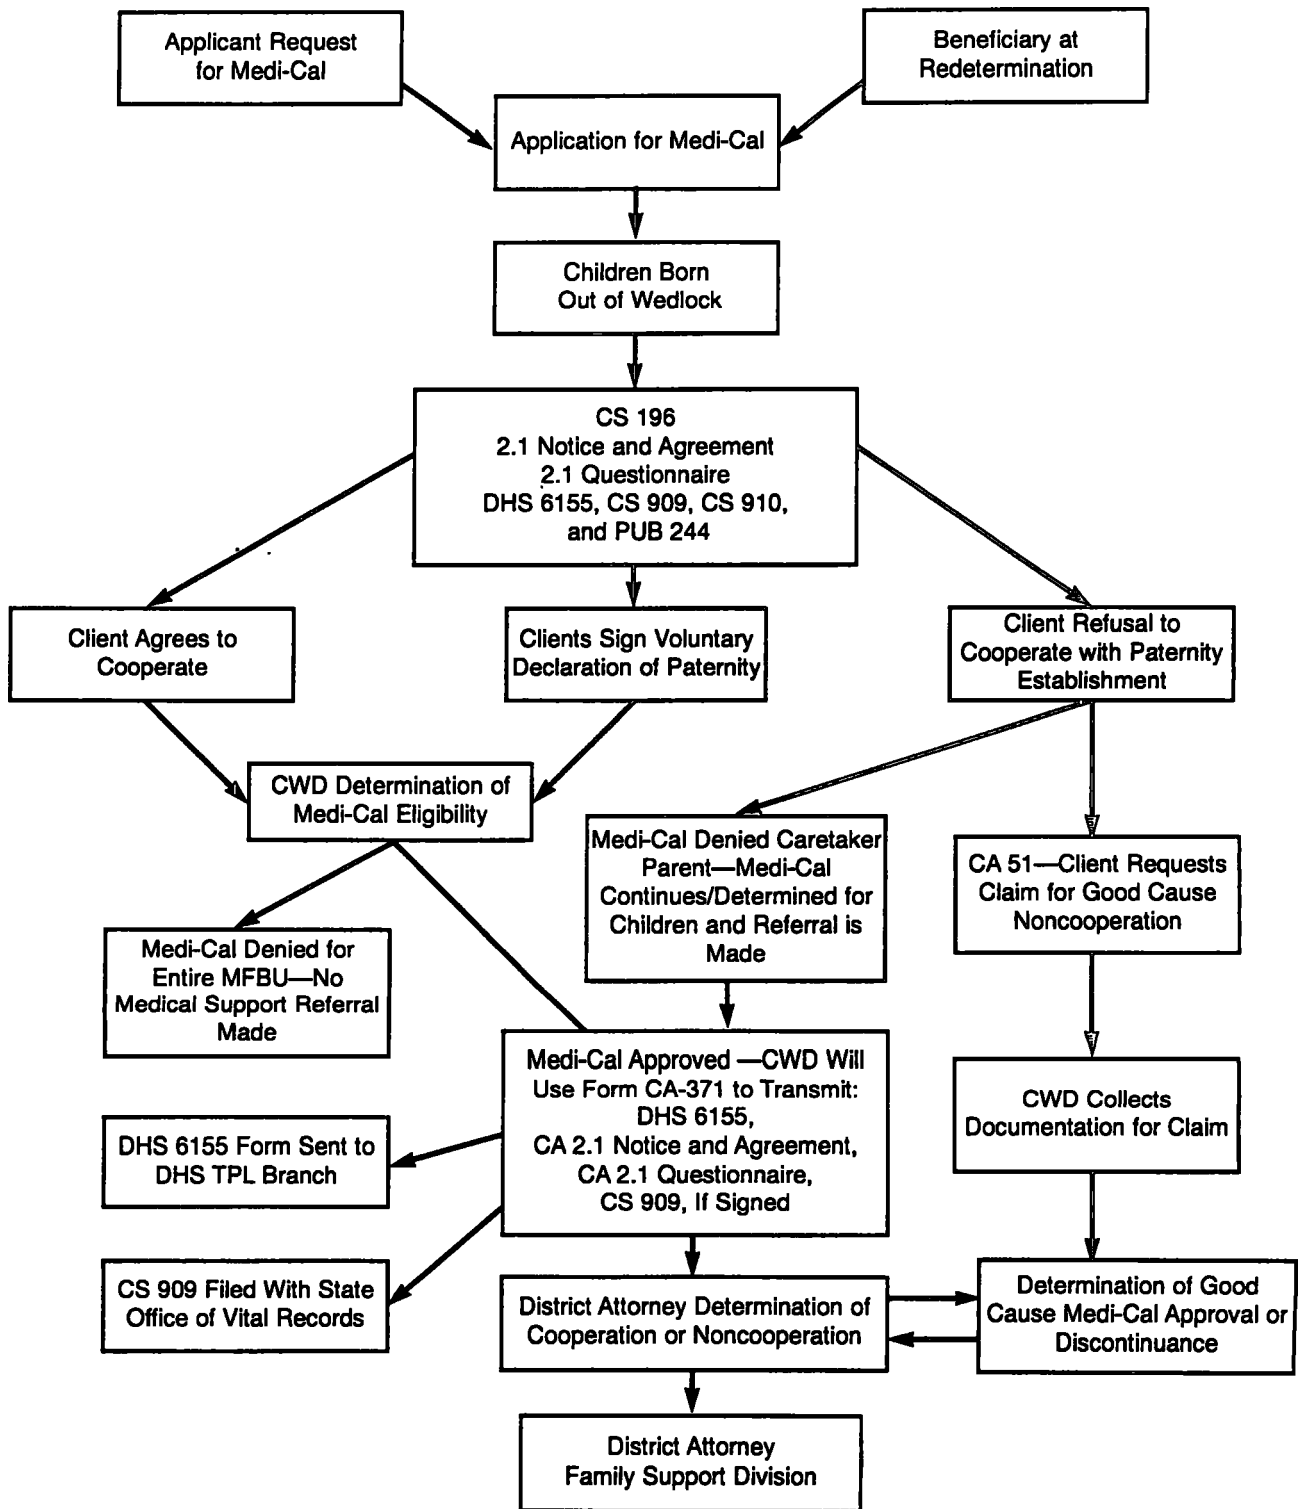 Applicant Request
for Medi-Cal
Beneficiary at
Redetermination
Application for Medi-Cal
Children Born
Out of Wedlock
CS 196
2.1 Notice and Agreement
2.1 Questionnaire
DHS 6155, CS 909, CS 910,
and PUB 244
Client Agrees to
Cooperate
Clients Sign Voluntary
Declaration of Paternity
Client Refusal to
Cooperate with Paternity
Establishment
CWD Determination of
Medi-Cal Eligibility
Medi-Cal Denied Caretaker
Parent—Medi-Cal
Continues/Determined for
Children and Referral is
Made
CA 51—Client Requests
Claim for Good Cause
Noncooperation
Medi-Cal Denied for
Entire MFBU—No
Medical Support Referral
Made
Medi-Cal Approved —CWD Will
Use Form CA-371 to Transmit:
DHS 6155,
CA 2.1 Notice and Agreement,
CA 2.1 Questionnaire,
CS 909, If Signed
CWD Collects
Documentation for Claim
DHS 6155 Form Sent to
DHS TPL Branch
CS 909 Filed With State
Office of Vital Records
District Attorney Determination of
Cooperation or Noncooperation
Determination of Good
Cause Medi-Cal Approval or
Discontinuance
District Attorney
Family Support Division